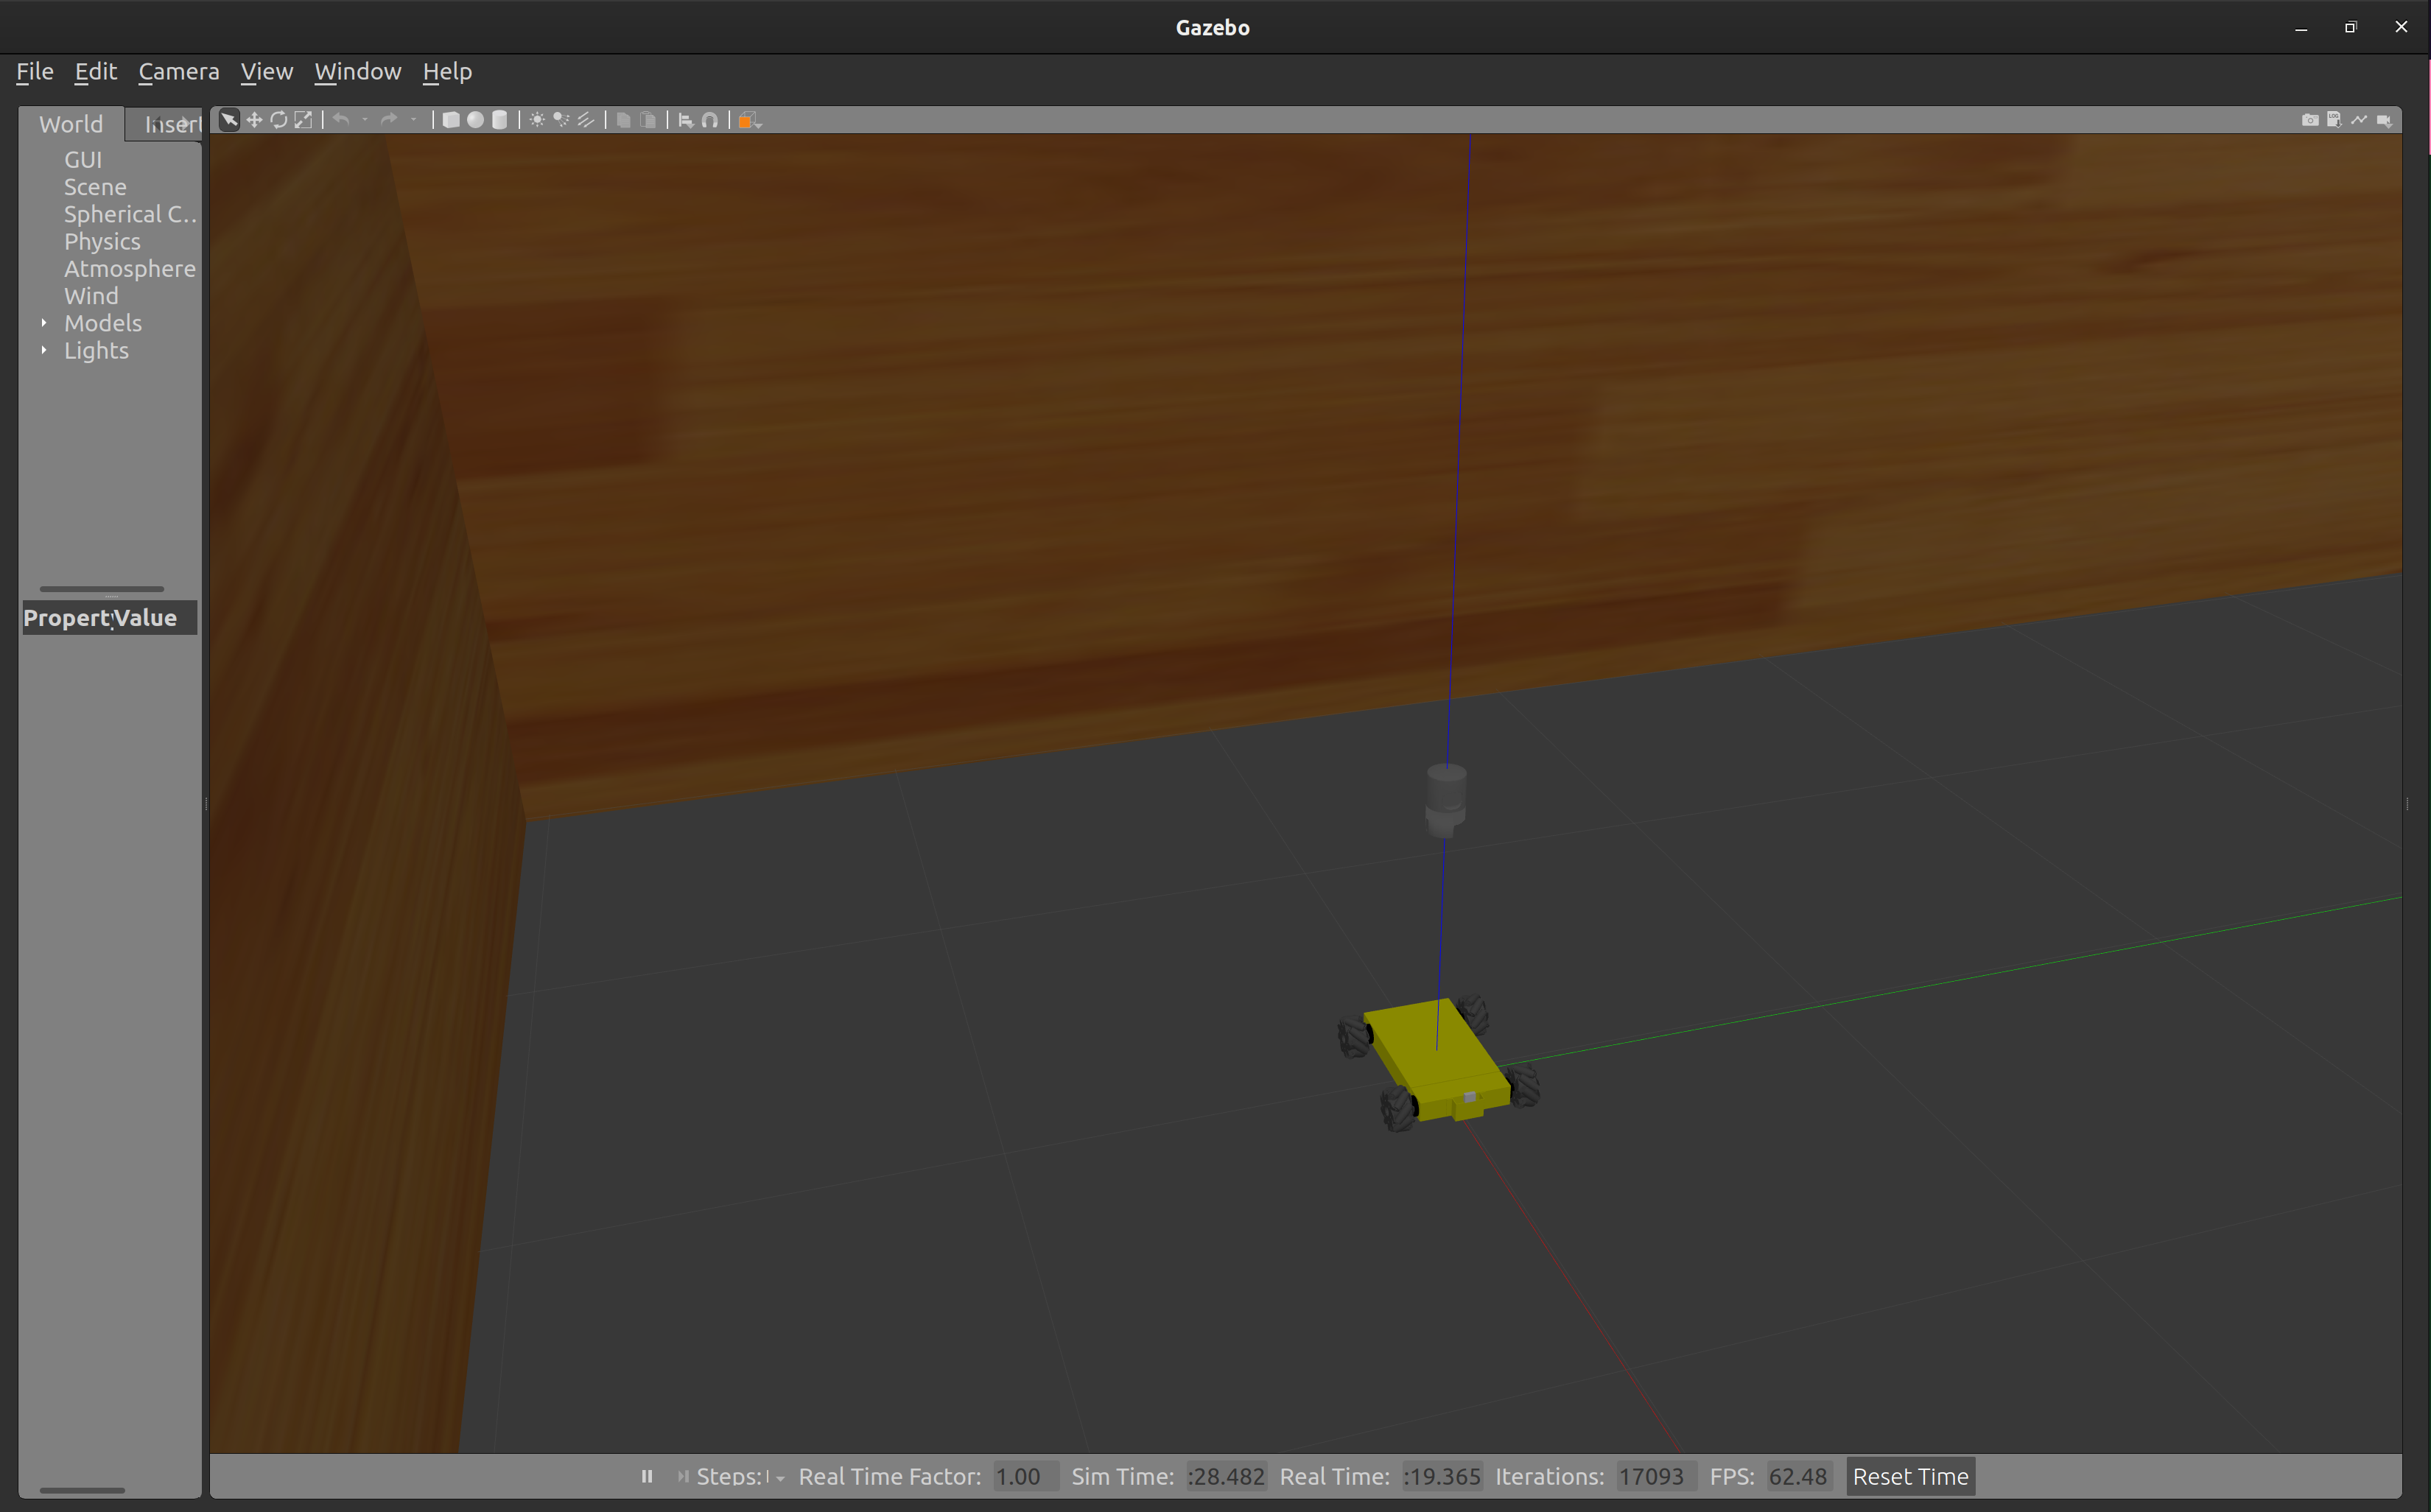 Gazebo
File Edit Camera View Window Help
World Insert
GUI
Scene
Spherical C..
Physics
Atmosphere
Wind
Models
Lights
Property Value
Steps: Real Time Factor: 1.00 Sim Time: :28.482 Real Time: :19.365 Iterations: 17093 FPS: 62.48 Reset Time